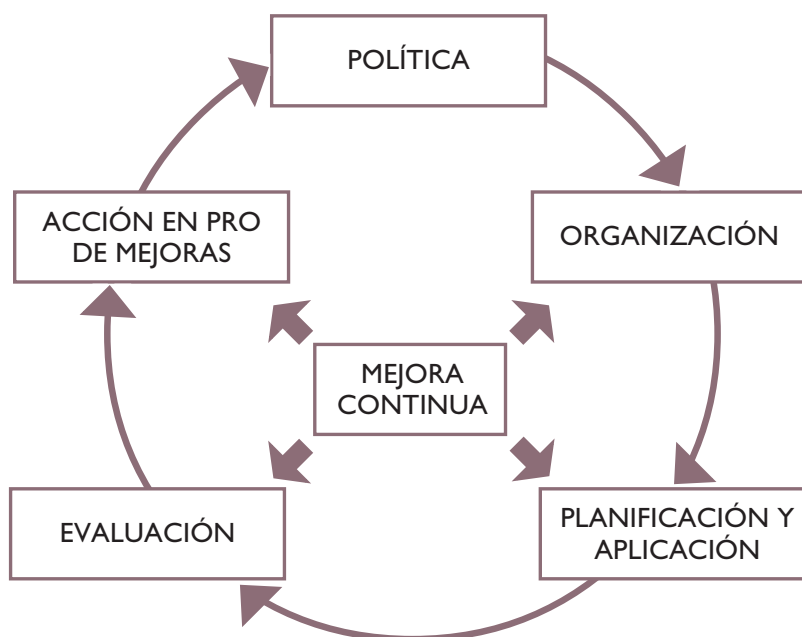 POLÍTICA
ACCIÓN EN PRO
DE MEJORAS
ORGANIZACIÓN
MEJORA
CONTINUA
EVALUACIÓN
PLANIFICACIÓN Y
APLICACIÓN